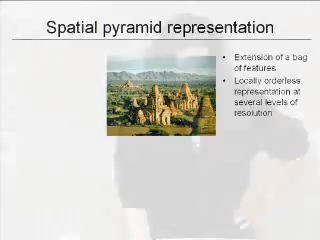 Spatial pyramid representation
• Extension of a bag
of features
• Locally orderless
representation at
several levels of
resolution